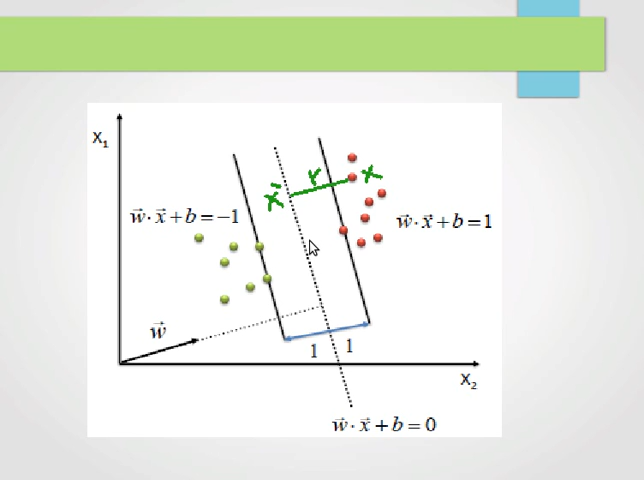 X₁
x̄ r x
w⃗·x⃗+b=−1
w⃗·x⃗+b=1
w⃗
1 1
X₂
w⃗·x⃗+b=0